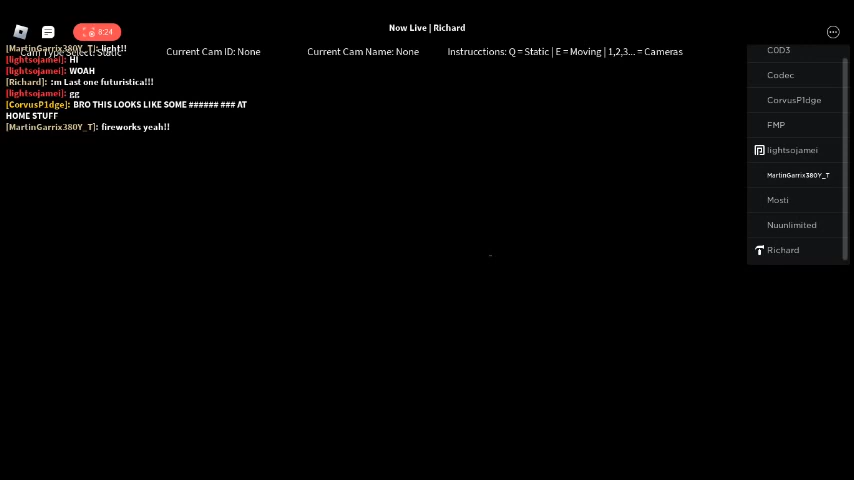 8:24
Now Live | Richard
Cam Type Select: Static
Current Cam ID: None
Current Cam Name: None
Instrucctions: Q = Static | E = Moving | 1,2,3... = Cameras
[MartinGarrix380Y_T]: light!!
[lightsojamei]: HI
[lightsojamei]: WOAH
[Richard]: :m Last one futuristica!!!
[lightsojamei]: gg
[CorvusP1dge]: BRO THIS LOOKS LIKE SOME ###### ### AT
HOME STUFF
[MartinGarrix380Y_T]: fireworks yeah!!
C0D3
Codec
CorvusP1dge
FMP
lightsojamei
MartinGarrix380Y_T
Mosti
Nuunlimited
Richard